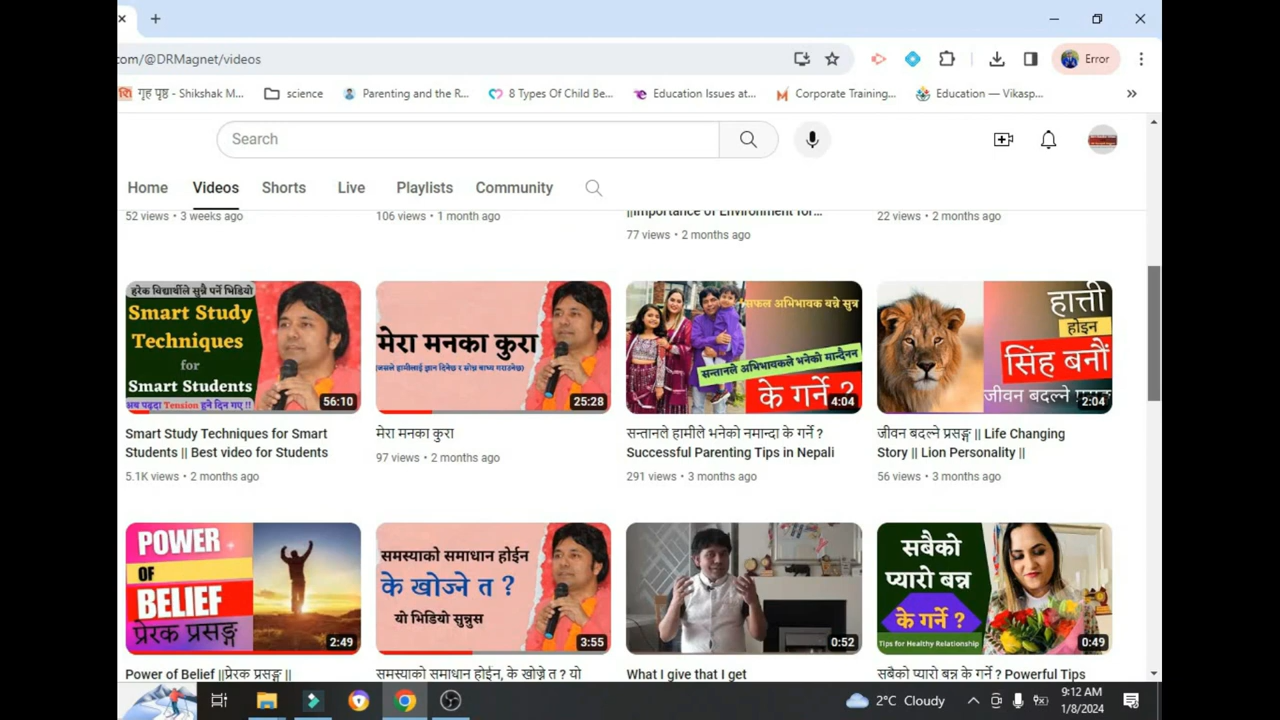 com/@DRMagnet/videos
Error
गृह पृष्ठ - Shikshak M...
science
Parenting and the R...
8 Types Of Child Be...
Education Issues at...
Corporate Training...
Education — Vikasp...
Search
Home
Videos
Shorts
Live
Playlists
Community
52 views • 3 weeks ago
106 views • 1 month ago
||Importance of Environment for...
77 views • 2 months ago
22 views • 2 months ago
हरेक विद्यार्थीले सुन्नै पर्ने भिडियो
Smart Study
Techniques
for
Smart Students
अब पढ्दा Tension हुने दिन गए !!
56:10
मेरा मनका कुरा
25:28
सफल अभिभावक बन्ने सुत्र
सन्तानले अभिभावकले भनेको मान्दैनन
के गर्ने ?
4:04
हात्ती
होइन
सिंह बनौं
जीवन बदल्ने
2:04
Smart Study Techniques for Smart
Students || Best video for Students
5.1K views • 2 months ago
मेरा मनका कुरा
97 views • 2 months ago
सन्तानले हामीले भनेको नमान्दा के गर्ने ?
Successful Parenting Tips in Nepali
291 views • 3 months ago
जीवन बदल्ने प्रसङ्ग || Life Changing
Story || Lion Personality ||
56 views • 3 months ago
POWER
OF
BELIEF
प्रेरक प्रसङ्ग
2:49
समस्याको समाधान होईन
के खोज्ने त ?
यो भिडियो सुन्नुस
3:55
0:52
सबैको
प्यारो बन्न
के गर्ने ?
Tips for Healthy Relationship
0:49
Power of Belief ||प्रेरक प्रसङ्ग ||
समस्याको समाधान होईन, के खोज्ने त ? यो
What I give that I get
सबैको प्यारो बन्न के गर्ने ? Powerful Tips
2°C Cloudy
9:12 AM
1/8/2024